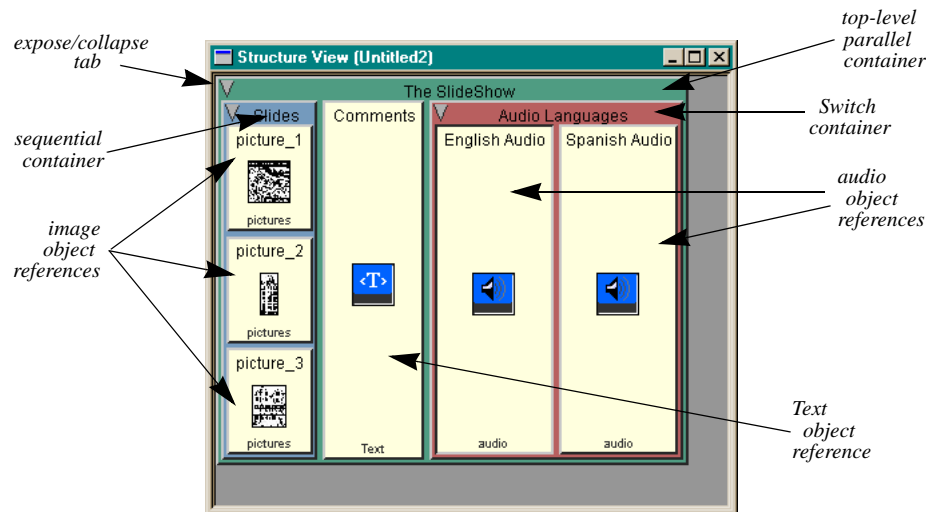 expose/collapse
tab
top-level
parallel
container
Structure View (Untitled2)
The SlideShow
Slides
Comments
Audio Languages
Switch
container
sequential
container
picture_1
pictures
English Audio
Spanish Audio
audio
object
references
image
object
references
picture_2
pictures
<T>
picture_3
pictures
Text
audio
audio
Text
object
reference